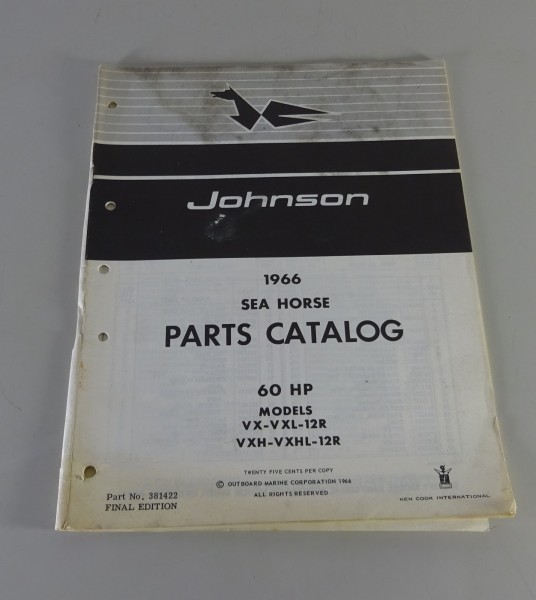 Johnson
1966
SEA HORSE
PARTS CATALOG
60 HP
MODELS
VX-VXL-12R
VXH-VXHL-12R
TWENTY FIVE CENTS PER COPY
© OUTBOARD MARINE CORPORATION 1966
ALL RIGHTS RESERVED
Part No. 381422
FINAL EDITION
KEN COOK INTERNATIONAL